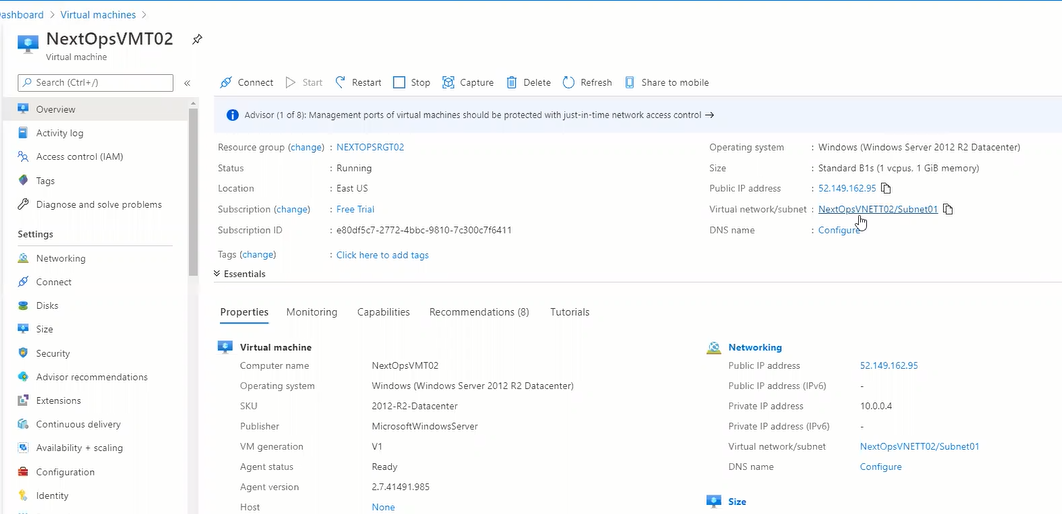 Dashboard > Virtual machines >
NextOpsVMT02
Virtual machine
Search (Ctrl+/)
«
Overview
Activity log
Access control (IAM)
Tags
Diagnose and solve problems
Settings
Networking
Connect
Disks
Size
Security
Advisor recommendations
Extensions
Continuous delivery
Availability + scaling
Configuration
Identity
Connect Start Restart Stop Capture Delete Refresh Share to mobile
Advisor (1 of 8): Management ports of virtual machines should be protected with just-in-time network access control →
Resource group (change) : NEXTOPSRGT02
Status : Running
Location : East US
Subscription (change) : Free Trial
Subscription ID : e80df5c7-2772-4bbc-9810-7c300c7f6411
Tags (change) : Click here to add tags
Operating system : Windows (Windows Server 2012 R2 Datacenter)
Size : Standard B1s (1 vcpus, 1 GiB memory)
Public IP address : 52.149.162.95
Virtual network/subnet : NextOpsVNETT02/Subnet01
DNS name : Configure
Essentials
Properties Monitoring Capabilities Recommendations (8) Tutorials
Virtual machine
Computer name NextOpsVMT02
Operating system Windows (Windows Server 2012 R2 Datacenter)
SKU 2012-R2-Datacenter
Publisher MicrosoftWindowsServer
VM generation V1
Agent status Ready
Agent version 2.7.41491.985
Host None
Networking
Public IP address 52.149.162.95
Public IP address (IPv6) -
Private IP address 10.0.0.4
Private IP address (IPv6) -
Virtual network/subnet NextOpsVNETT02/Subnet01
DNS name Configure
Size